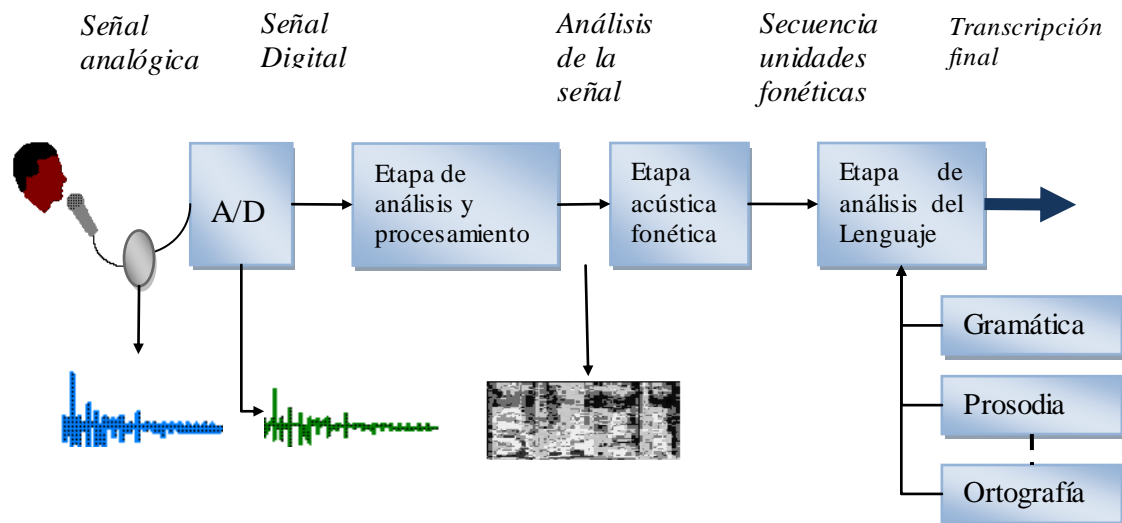 Señal
analógica
Señal
Digital
Análisis
de la
señal
Secuencia
unidades
fonéticas
Transcripción
final
A/D
Etapa de
análisis y
procesamiento
Etapa
acústica
fonética
Etapa de
análisis del
Lenguaje
Gramática
Prosodia
Ortografía